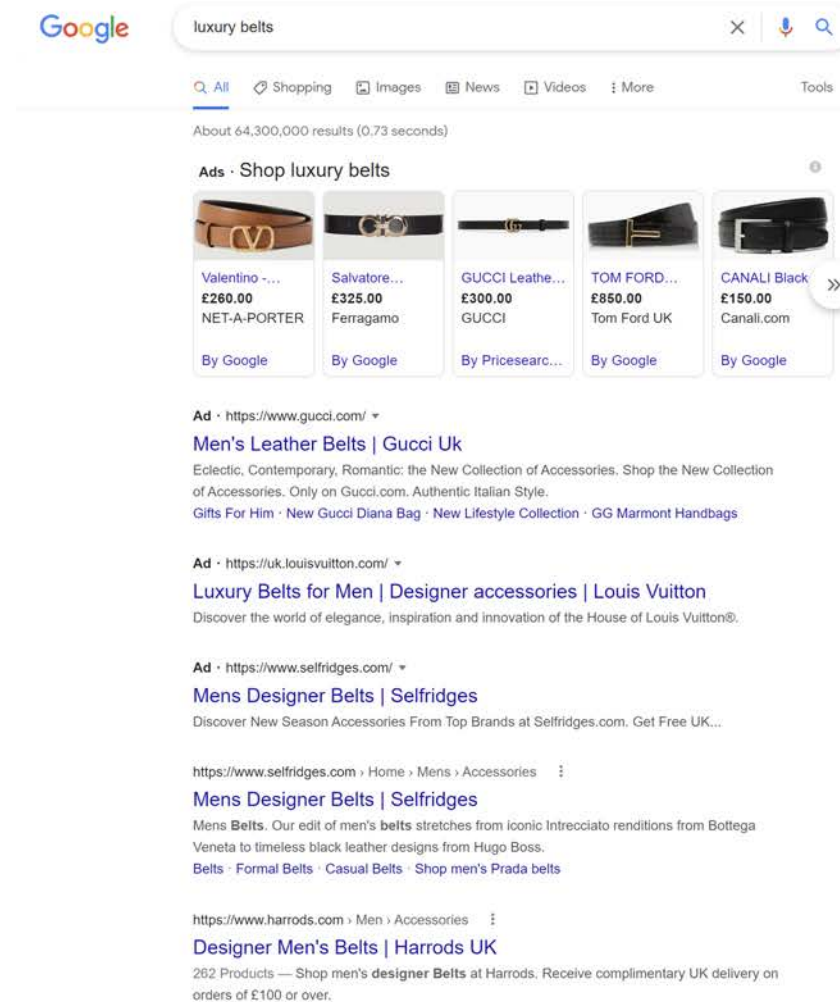 Google
luxury belts
All Shopping Images News Videos More Tools
About 64,300,000 results (0.73 seconds)
Ads · Shop luxury belts
Valentino -...
£260.00
NET-A-PORTER
By Google
Salvatore...
£325.00
Ferragamo
By Google
GUCCI Leathe...
£300.00
GUCCI
By Pricesearc...
TOM FORD...
£850.00
Tom Ford UK
By Google
CANALI Black
£150.00
Canali.com
By Google
Ad · https://www.gucci.com/
Men's Leather Belts | Gucci Uk
Eclectic, Contemporary, Romantic: the New Collection of Accessories. Shop the New Collection
of Accessories. Only on Gucci.com. Authentic Italian Style.
Gifts For Him · New Gucci Diana Bag · New Lifestyle Collection · GG Marmont Handbags
Ad · https://uk.louisvuitton.com/
Luxury Belts for Men | Designer accessories | Louis Vuitton
Discover the world of elegance, inspiration and innovation of the House of Louis Vuitton®.
Ad · https://www.selfridges.com/
Mens Designer Belts | Selfridges
Discover New Season Accessories From Top Brands at Selfridges.com. Get Free UK...
https://www.selfridges.com › Home › Mens › Accessories
Mens Designer Belts | Selfridges
Mens Belts. Our edit of men's belts stretches from iconic Intrecciato renditions from Bottega
Veneta to timeless black leather designs from Hugo Boss.
Belts · Formal Belts · Casual Belts · Shop men's Prada belts
https://www.harrods.com › Men › Accessories
Designer Men's Belts | Harrods UK
262 Products — Shop men's designer Belts at Harrods. Receive complimentary UK delivery on
orders of £100 or over.